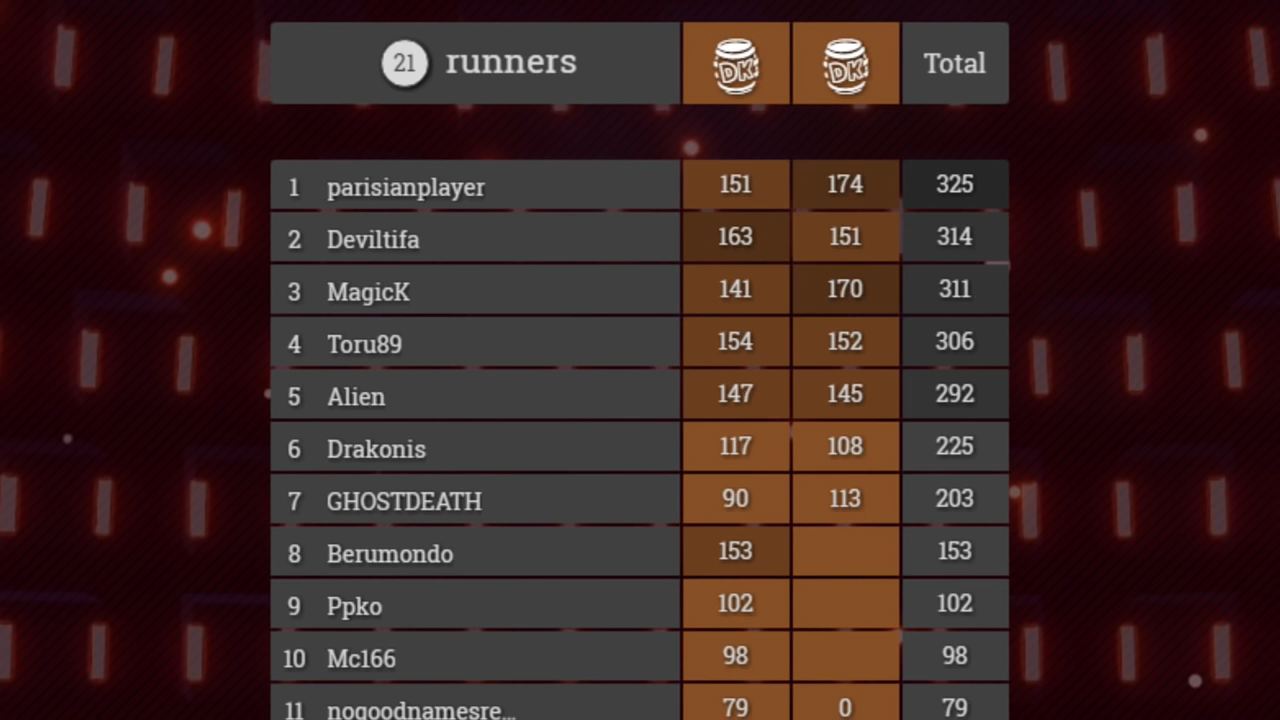 21 runners DK DK Total
1 parisianplayer 151 174 325
2 Deviltifa 163 151 314
3 MagicK 141 170 311
4 Toru89 154 152 306
5 Alien 147 145 292
6 Drakonis 117 108 225
7 GHOSTDEATH 90 113 203
8 Berumondo 153 153
9 Ppko 102 102
10 Mc166 98 98
11 nogoodnamesre... 79 0 79